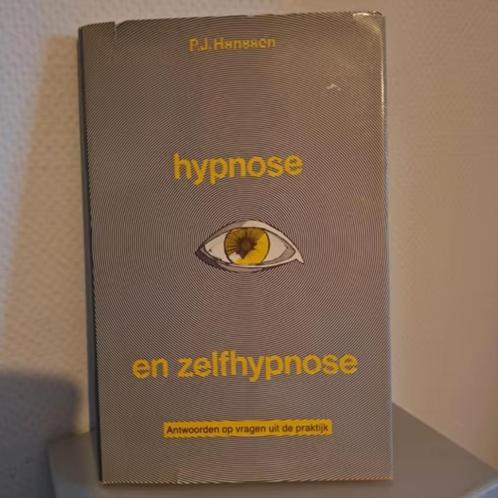 P.J. Hanssen
hypnose
en zelfhypnose
Antwoorden op vragen uit de praktijk